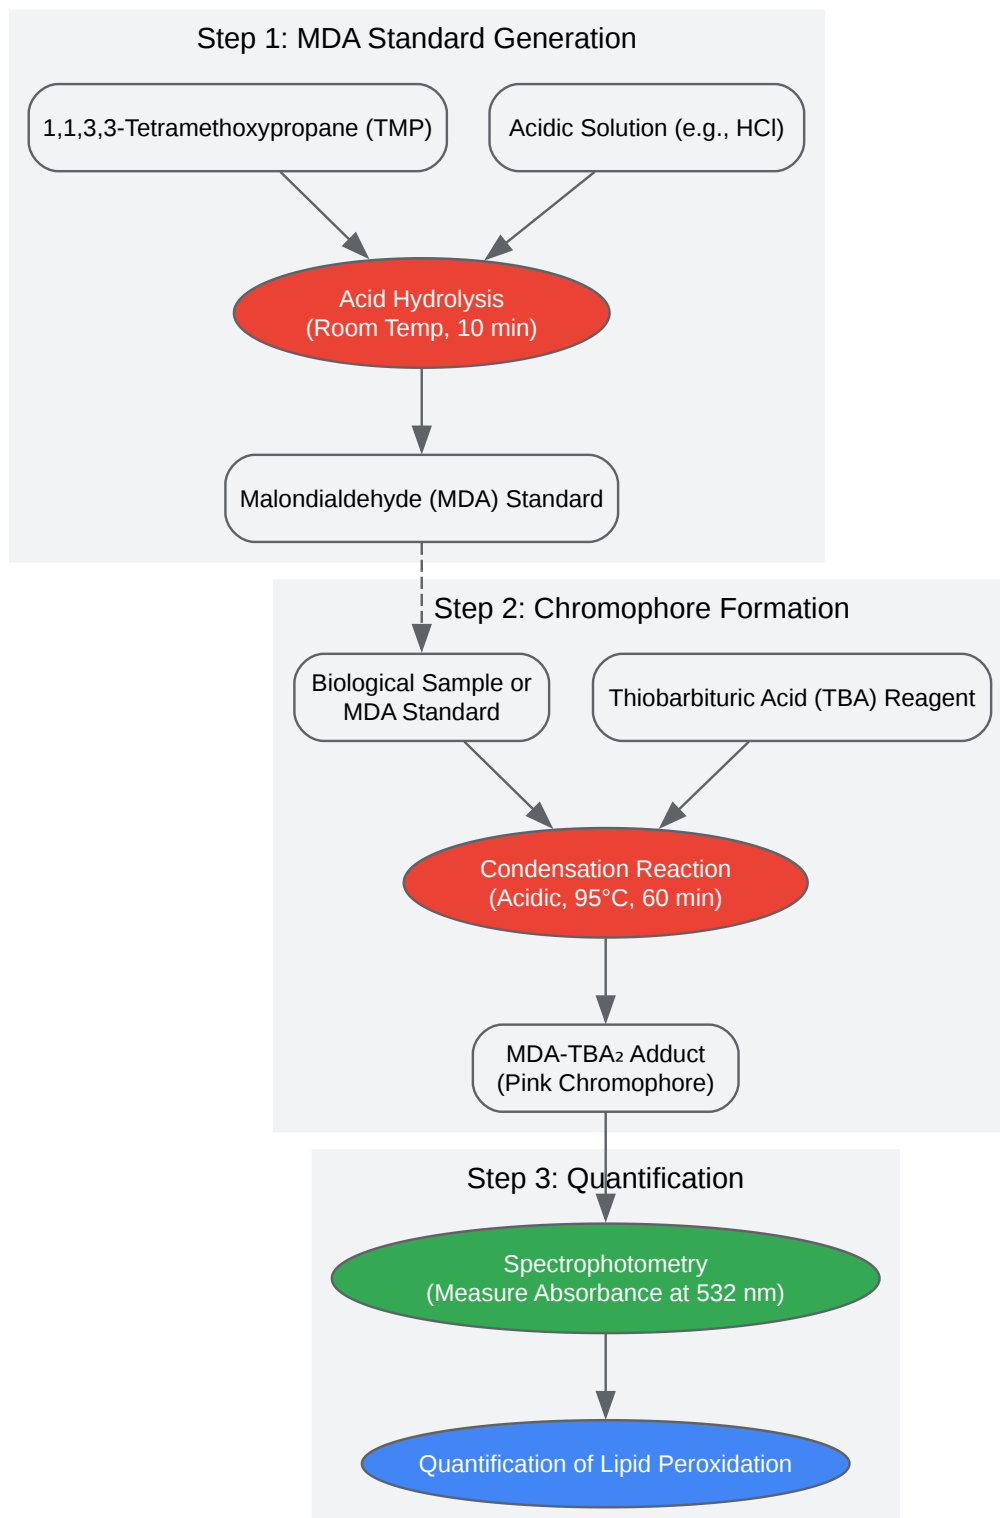 Step 1: MDA Standard Generation
1,1,3,3-Tetramethoxypropane (TMP)
Acidic Solution (e.g., HCl)
Acid Hydrolysis
(Room Temp, 10 min)
Malondialdehyde (MDA) Standard
Step 2: Chromophore Formation
Biological Sample or
MDA Standard
Thiobarbituric Acid (TBA) Reagent
Condensation Reaction
(Acidic, 95°C, 60 min)
MDA-TBA₂ Adduct
(Pink Chromophore)
Step 3: Quantification
Spectrophotometry
(Measure Absorbance at 532 nm)
Quantification of Lipid Peroxidation